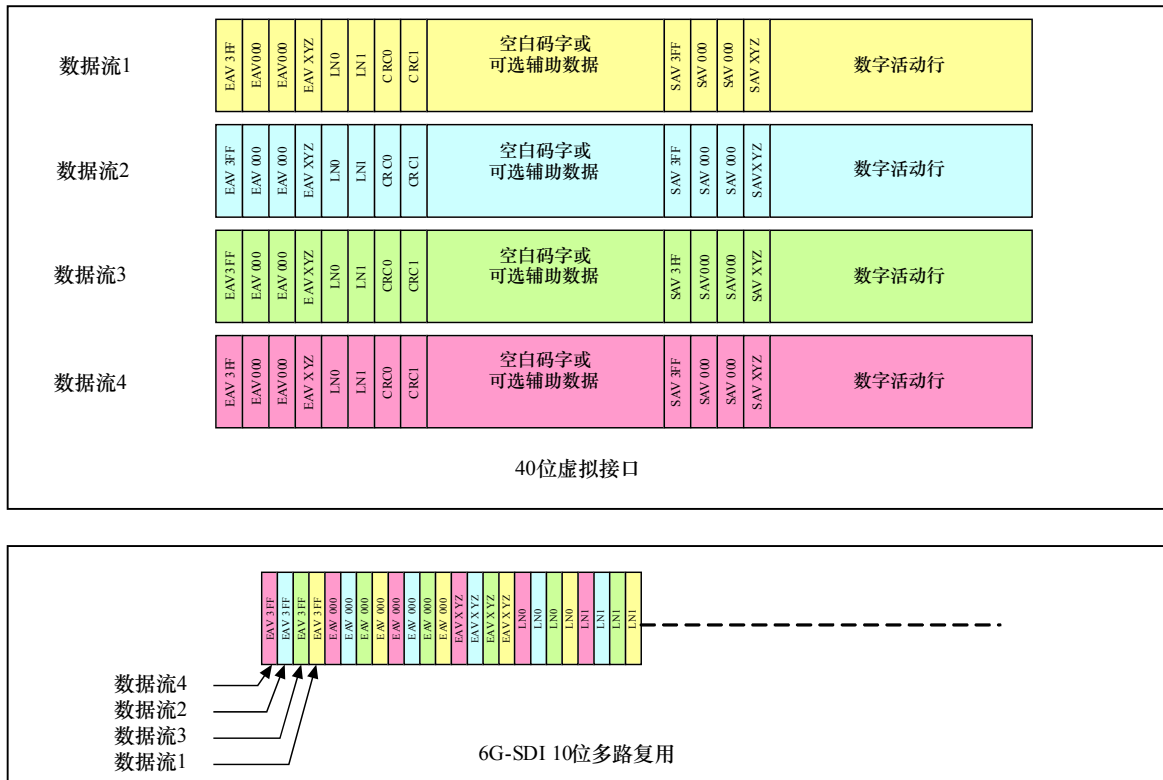 数据流1
EAV 3FF
EAV000
EAV000
EAV XYZ
LN0
LN1
CRC0
CRC1
空白码字或
可选辅助数据
SAV 3FF
SAV 000
SAV 000
SAV XYZ
数字活动行
数据流2
EAV 3FF
EAV 000
EAV 000
EAV XYZ
LN0
LN1
CRC0
CRC1
空白码字或
可选辅助数据
SAV 3FF
SAV 000
SAV 000
SAVXYZ
数字活动行
数据流3
EAV3FF
EAV 000
EAV 000
EAVXYZ
LN0
LN1
CRC0
CRC1
空白码字或
可选辅助数据
SAV 3FF
SAV000
SAV000
SAV XYZ
数字活动行
数据流4
EAV 3FF
EAV000
EAV000
EAV XYZ
LN0
LN1
CRC0
CRC1
空白码字或
可选辅助数据
SAV 3FF
SAV 000
SAV 000
SAV XYZ
数字活动行
40位虚拟接口
EAV 3FF
EAV 3FF
EAV 3FF
EAV 3FF
EAV 000
EAV 000
EAV 000
EAV 000
EAV 000
EAV 000
EAV 000
EAV 000
EAV XYZ
EAV XYZ
EAV XYZ
EAV XYZ
LN0
LN0
LN0
LN0
LN1
LN1
LN1
LN1
数据流4
数据流2
数据流3
数据流1
6G-SDI 10位多路复用